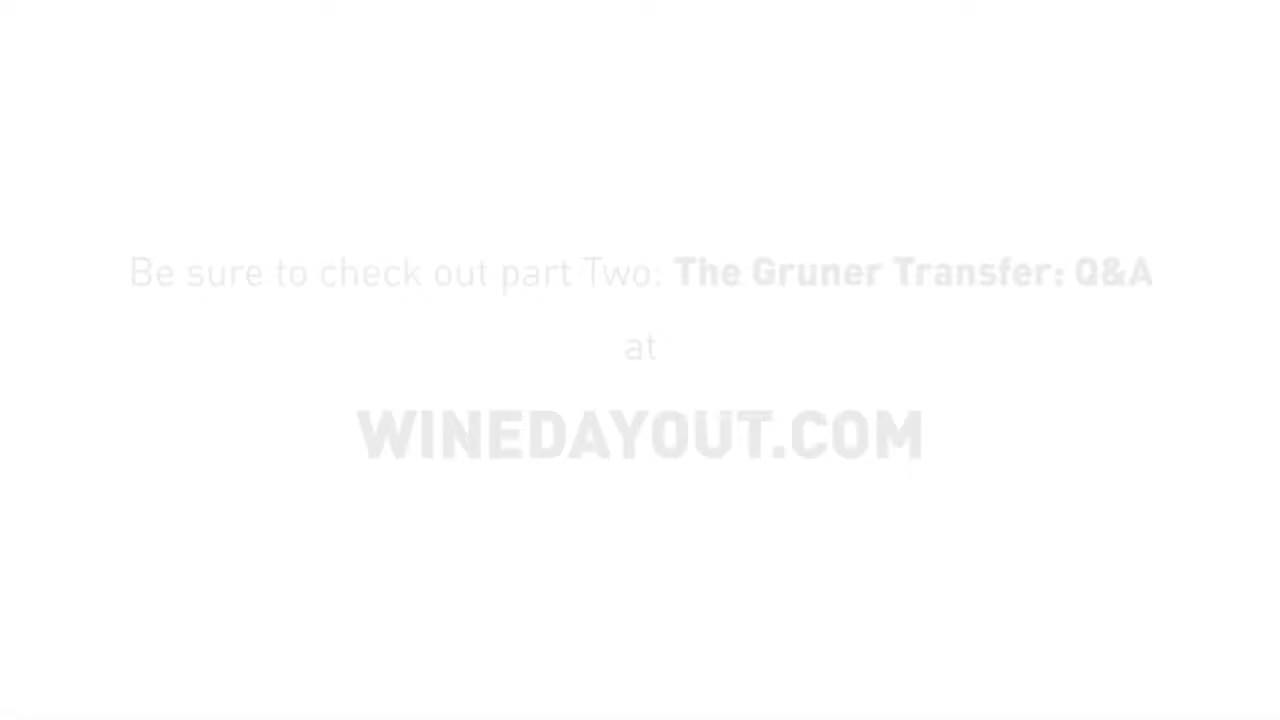 Be sure to check out part Two: The Gruner Transfer: Q&A
at
WINEDAYOUT.COM